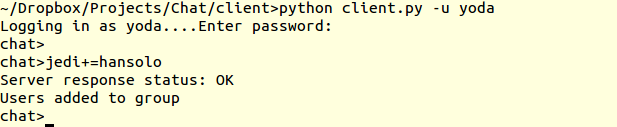 ~/Dropbox/Projects/Chat/client>python client.py -u yoda
Logging in as yoda....Enter password:
chat>
chat>jedi+=hansolo
Server response status: OK
Users added to group
chat>